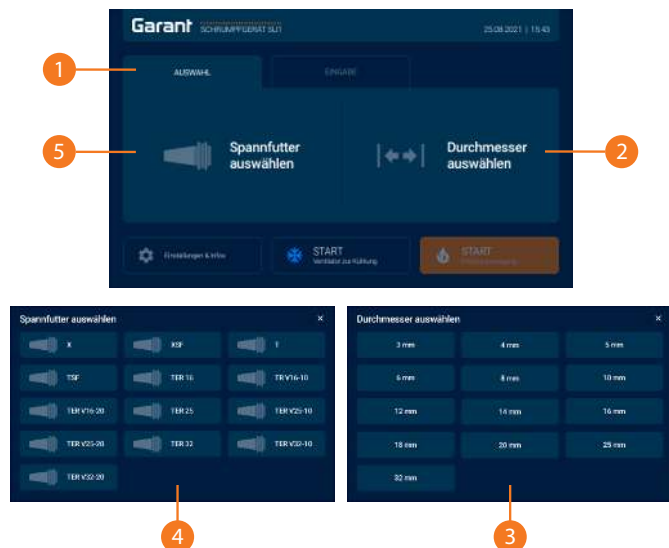 Garant SCHRUMPFGERÄT SU1
25.08.2021 | 15:43
1
AUSWAHL
EINGABE
5
Spannfutter
auswählen
Durchmesser
auswählen
2
Einstellungen & Infos
START
Ventilator zur Kühlung
START
Spannfutter auswählen
×
X
XSF
T
TSF
TER 16
TER V16-10
TER V16-20
TER 25
TER V25-10
TER V25-20
TER 32
TER V32-10
TER V32-20
4
Durchmesser auswählen
×
3 mm
4 mm
5 mm
6 mm
8 mm
10 mm
12 mm
14 mm
16 mm
18 mm
20 mm
25 mm
32 mm
3